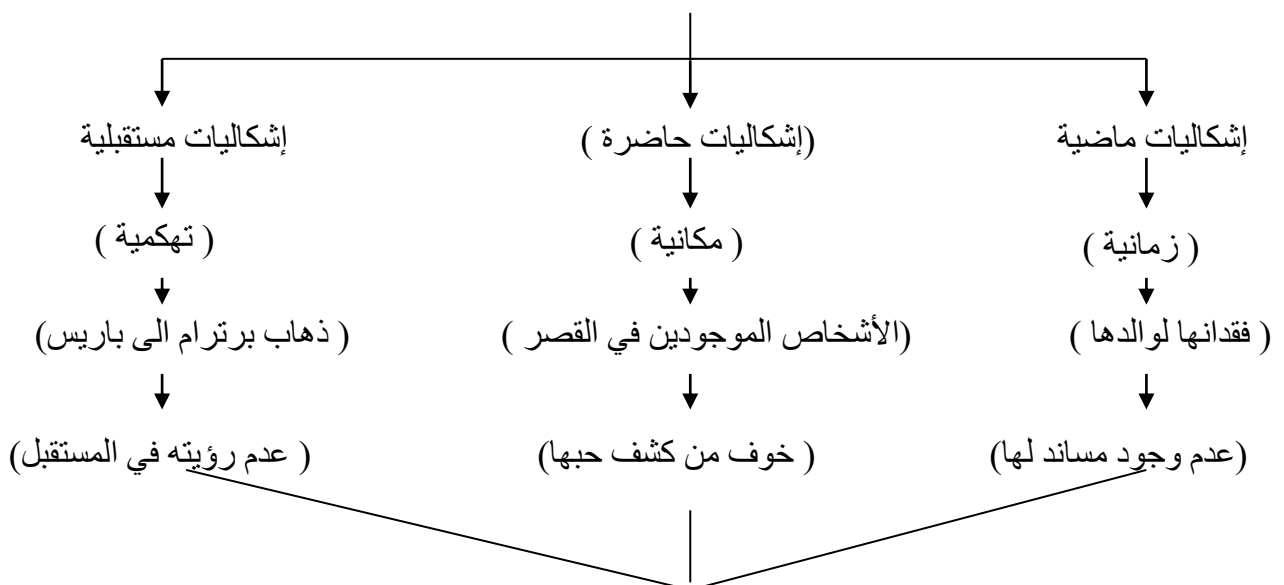 إشكاليات ماضية
(إشكاليات حاضرة )
إشكاليات مستقبلية
( زمانية )
( مكانية )
( تهكمية )
( فقدانها لوالدها )
(الأشخاص الموجودين في القصر )
( ذهاب برترام الى باريس)
(عدم وجود مساند لها)
( خوف من كشف حبها)
( عدم رؤيته في المستقبل)